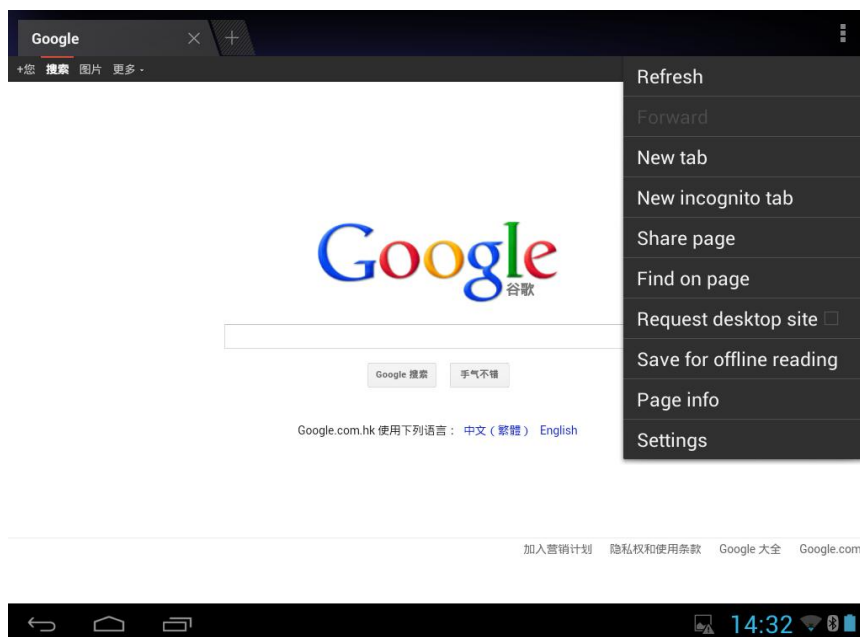 Google
+您 搜索 图片 更多
Refresh
Forward
New tab
New incognito tab
Share page
Find on page
Request desktop site
Save for offline reading
Page info
Settings
Google
谷歌
Google 搜索 手气不错
Google.com.hk 使用下列语言： 中文（繁體） English
加入营销计划 隐私权和使用条款 Google 大全 Google.com
14:32